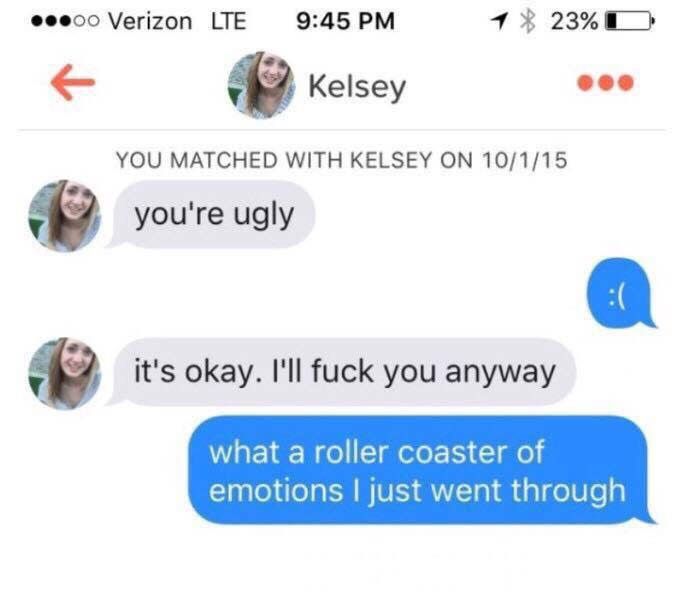 Verizon LTE 9:45 PM 23%
Kelsey
YOU MATCHED WITH KELSEY ON 10/1/15
you're ugly
:(
it's okay. I'll fuck you anyway
what a roller coaster of
emotions I just went through